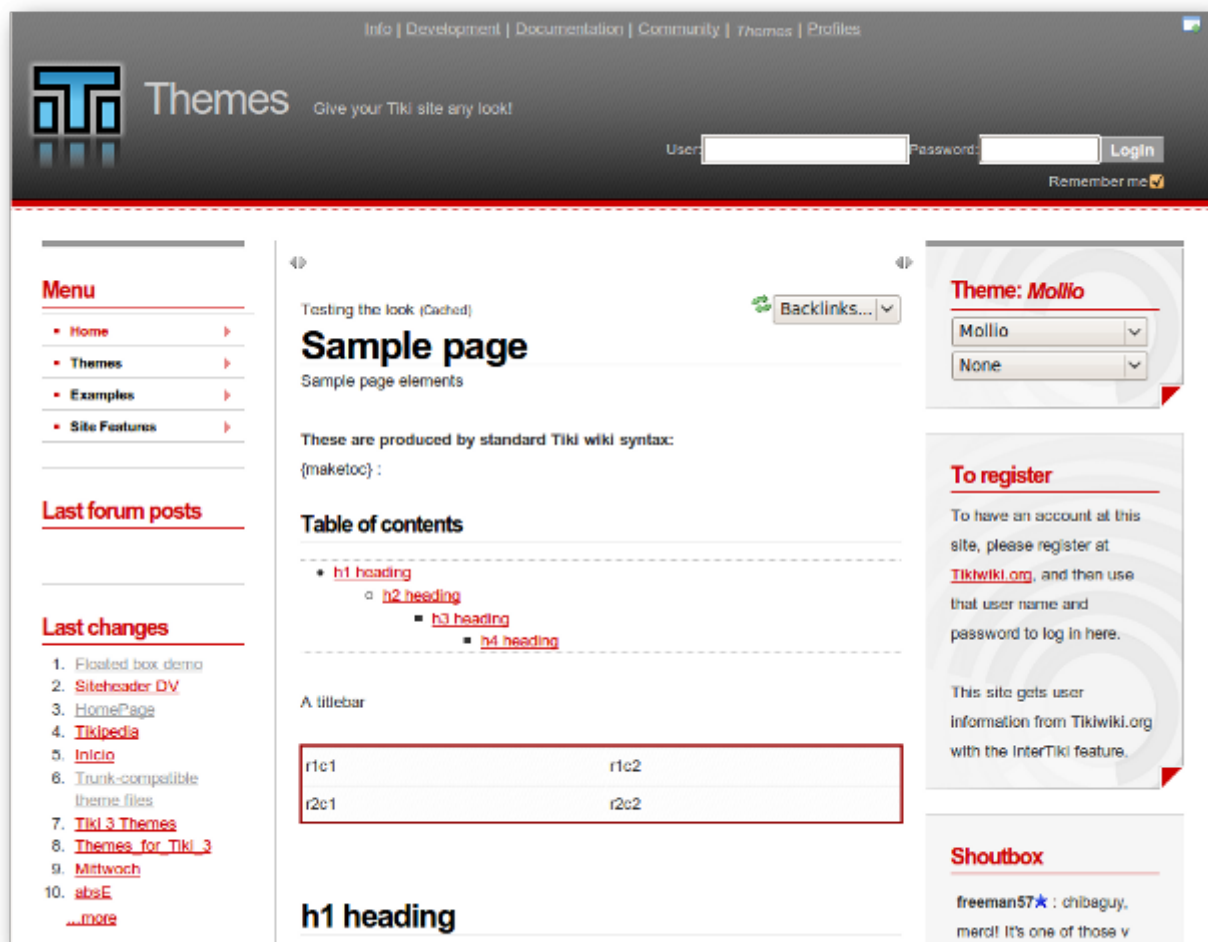 Info | Development | Documentation | Community | Themes | Profiles
Themes Give your Tiki site any look!
User: Password: Login
Remember me
Menu
Home
Themes
Examples
Site Features
Last forum posts
Last changes
1. Floated box demo
2. Siteheader DV
3. HomePage
4. Tikipedia
5. Inicio
6. Trunk-compatible
theme files
7. Tiki 3 Themes
8. Themes_for_Tiki_3
9. Mittwoch
10. absE
...more
Testing the look (Cached)
Backlinks...
Sample page
Sample page elements
These are produced by standard Tiki wiki syntax:
{maketoc} :
Table of contents
h1 heading
h2 heading
h3 heading
h4 heading
A titlebar
r1c1 r1c2
r2c1 r2c2
h1 heading
Theme: Mollio
Mollio
None
To register
To have an account at this
site, please register at
Tikiwiki.org, and then use
that user name and
password to log in here.
This site gets user
information from Tikiwiki.org
with the InterTiki feature.
Shoutbox
freeman57 : chibaguy,
merci! It's one of those v